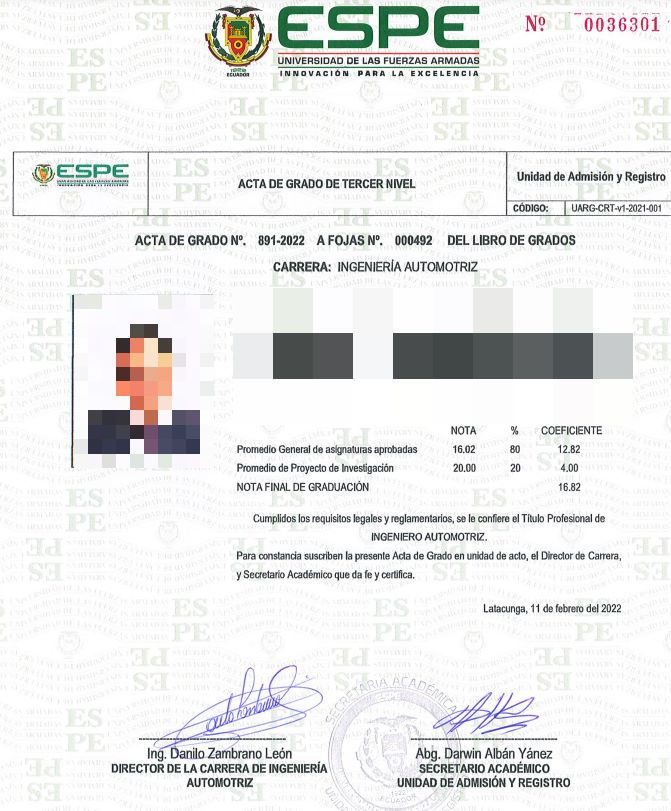 ESPE
UNIVERSIDAD DE LAS FUERZAS ARMADAS
INNOVACIÓN PARA LA EXCELENCIA
1922
ECUADOR
Nº 0036301
ESPE
ACTA DE GRADO DE TERCER NIVEL
Unidad de Admisión y Registro
CÓDIGO: UARG-CRT-v1-2021-001
ACTA DE GRADO Nº. 891-2022 A FOJAS Nº. 000492 DEL LIBRO DE GRADOS
CARRERA: INGENIERÍA AUTOMOTRIZ
NOTA % COEFICIENTE
Promedio General de asignaturas aprobadas 16.02 80 12.82
Promedio de Proyecto de Investigación 20.00 20 4.00
NOTA FINAL DE GRADUACIÓN 16.82
Cumplidos los requisitos legales y reglamentarios, se le confiere el Título Profesional de
INGENIERO AUTOMOTRIZ.
Para constancia suscriben la presente Acta de Grado en unidad de acto, el Director de Carrera,
y Secretario Académico que da fe y certifica.
Latacunga, 11 de febrero del 2022
SECRETARIA ACADÉMICA
Ing. Danilo Zambrano León
DIRECTOR DE LA CARRERA DE INGENIERÍA
AUTOMOTRIZ
Abg. Darwin Albán Yánez
SECRETARIO ACADÉMICO
UNIDAD DE ADMISIÓN Y REGISTRO
ECUADOR